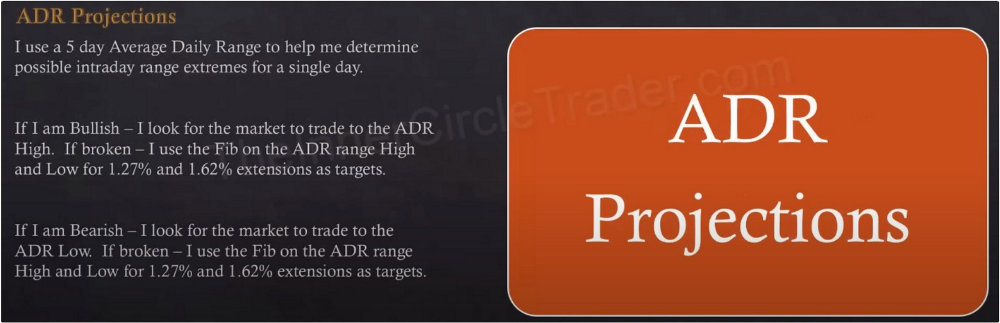 ADR Projections
I use a 5 day Average Daily Range to help me determine
possible intraday range extremes for a single day.
If I am Bullish – I look for the market to trade to the ADR
High.  If broken – I use the Fib on the ADR range High
and Low for 1.27% and 1.62% extensions as targets.
If I am Bearish – I look for the market to trade to the
ADR Low.  If broken – I use the Fib on the ADR range
High and Low for 1.27% and 1.62% extensions as targets.
ADR
Projections
TheInnerCircleTrader.com